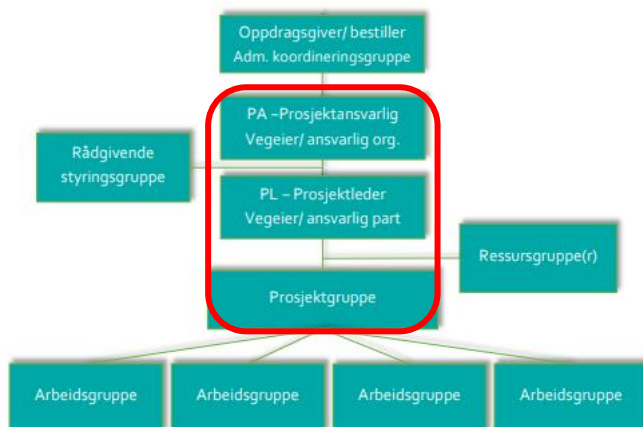 Oppdragsgiver/ bestiller
Adm. koordineringsgruppe
PA –Prosjektansvarlig
Vegeier/ ansvarlig org.
Rådgivende
styringsgruppe
PL – Prosjektleder
Vegeier/ ansvarlig part
Ressursgruppe(r)
Prosjektgruppe
Arbeidsgruppe
Arbeidsgruppe
Arbeidsgruppe
Arbeidsgruppe